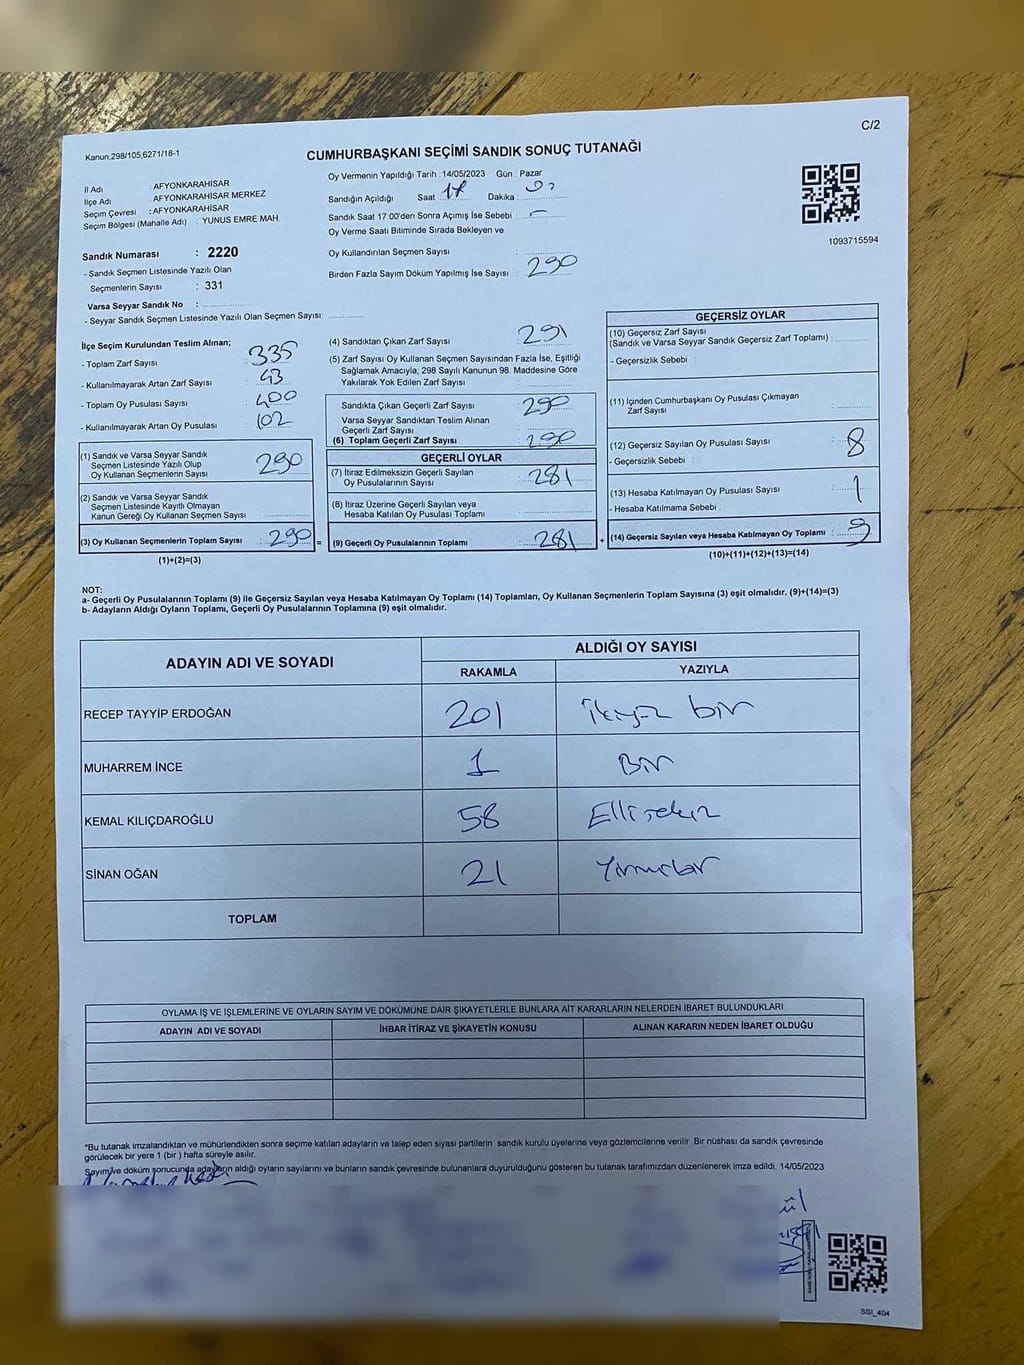 C/2
Kanun,298/105,6271/18-1
CUMHURBAŞKANI SEÇİMİ SANDIK SONUÇ TUTANAĞI
İl Adı : AFYONKARAHİSAR
İlçe Adı : AFYONKARAHİSAR MERKEZ
Seçim Çevresi : AFYONKARAHİSAR
Seçim Bölgesi (Mahalle Adı) : YUNUS EMRE MAH.
Sandık Numarası : 2220
- Sandık Seçmen Listesinde Yazılı Olan
Seçmenlerin Sayısı : 331
Varsa Seyyar Sandık No :
- Seyyar Sandık Seçmen Listesinde Yazılı Olan Seçmen Sayısı:
Oy Vermenin Yapıldığı Tarih : 14/05/2023 Gün : Pazar
Sandığın Açıldığı Saat : 17 Dakika :
Sandık Saat 17:00'den Sonra Açımış İse Sebebi : -
Oy Verme Saati Bitiminde Sırada Bekleyen ve
Oy Kullandırılan Seçmen Sayısı :
Birden Fazla Sayım Döküm Yapılmış İse Sayısı : 290
1093715594
İlçe Seçim Kurulundan Teslim Alınan;
- Toplam Zarf Sayısı : 335
- Kullanılmayarak Artan Zarf Sayısı : 43
- Toplam Oy Pusulası Sayısı : 400
- Kullanılmayarak Artan Oy Pusulası : 102
(1) Sandık ve Varsa Seyyar Sandık
Seçmen Listesinde Yazılı Olup
Oy Kullanan Seçmenlerin Sayısı : 290
(2) Sandık ve Varsa Seyyar Sandık
Seçmen Listesinde Kayıtlı Olmayan
Kanun Gereği Oy Kullanan Seçmen Sayısı :
(3) Oy Kullanan Seçmenlerin Toplam Sayısı : 290 =
(1)+(2)=(3)
(4) Sandıktan Çıkan Zarf Sayısı : 291
(5) Zarf Sayısı Oy Kullanan Seçmen Sayısından Fazla İse, Eşitliği
Sağlamak Amacıyla; 298 Sayılı Kanunun 98. Maddesine Göre
Yakılarak Yok Edilen Zarf Sayısı :
Sandıkta Çıkan Geçerli Zarf Sayısı : 290
Varsa Seyyar Sandıktan Teslim Alınan
Geçerli Zarf Sayısı :
(6) Toplam Geçerli Zarf Sayısı : 290
GEÇERLİ OYLAR
(7) İtiraz Edilmeksizin Geçerli Sayılan
Oy Pusulalarının Sayısı : 281
(8) İtiraz Üzerine Geçerli Sayılan veya
Hesaba Katılan Oy Pusulası Toplamı :
(9) Geçerli Oy Pusulalarının Toplamı : 281 +
GEÇERSİZ OYLAR
(10) Geçersiz Zarf Sayısı
(Sandık ve Varsa Seyyar Sandık Geçersiz Zarf Toplamı) :
- Geçersizlik Sebebi :
(11) İçinden Cumhurbaşkanı Oy Pusulası Çıkmayan
Zarf Sayısı :
(12) Geçersiz Sayılan Oy Pusulası Sayısı : 8
- Geçersizlik Sebebi :
(13) Hesaba Katılmayan Oy Pusulası Sayısı : 1
- Hesaba Katılmama Sebebi :
(14) Geçersiz Sayılan veya Hesaba Katılmayan Oy Toplamı : 9
(10)+(11)+(12)+(13)=(14)
NOT:
a- Geçerli Oy Pusulalarının Toplamı (9) ile Geçersiz Sayılan veya Hesaba Katılmayan Oy Toplamı (14) Toplamları, Oy Kullanan Seçmenlerin Toplam Sayısına (3) eşit olmalıdır. (9)+(14)=(3)
b- Adayların Aldığı Oyların Toplamı, Geçerli Oy Pusulalarının Toplamına (9) eşit olmalıdır.
ADAYIN ADI VE SOYADI
ALDIĞI OY SAYISI
RAKAMLA YAZIYLA
RECEP TAYYİP ERDOĞAN 201 ikiyüz bir
MUHARREM İNCE 1 Bir
KEMAL KILIÇDAROĞLU 58 Ellisekiz
SİNAN OĞAN 21 Yirmibir
TOPLAM
OYLAMA İŞ VE İŞLEMLERİNE VE OYLARIN SAYIM VE DÖKÜMÜNE DAİR ŞİKAYETLERLE BUNLARA AİT KARARLARIN NELERDEN İBARET BULUNDUKLARI
ADAYIN ADI VE SOYADI İHBAR İTİRAZ VE ŞİKAYETİN KONUSU ALINAN KARARIN NEDEN İBARET OLDUĞU
*Bu tutanak imzalandıktan ve mühürlendikten sonra seçime katılan adayların ve talep eden siyasi partilerin sandık kurulu üyelerine veya gözlemcilerine verilir. Bir nüshası da sandık çevresinde
görülecek bir yere 1 (bir) hafta süreyle asılır.
Sayım ve döküm sonucunda adayların aldığı oyların sayılarını ve bunların sandık çevresinde bulunanlara duyurulduğunu gösteren bu tutanak tarafımızdan düzenlenerek imza edildi. 14/05/2023
SSI_404